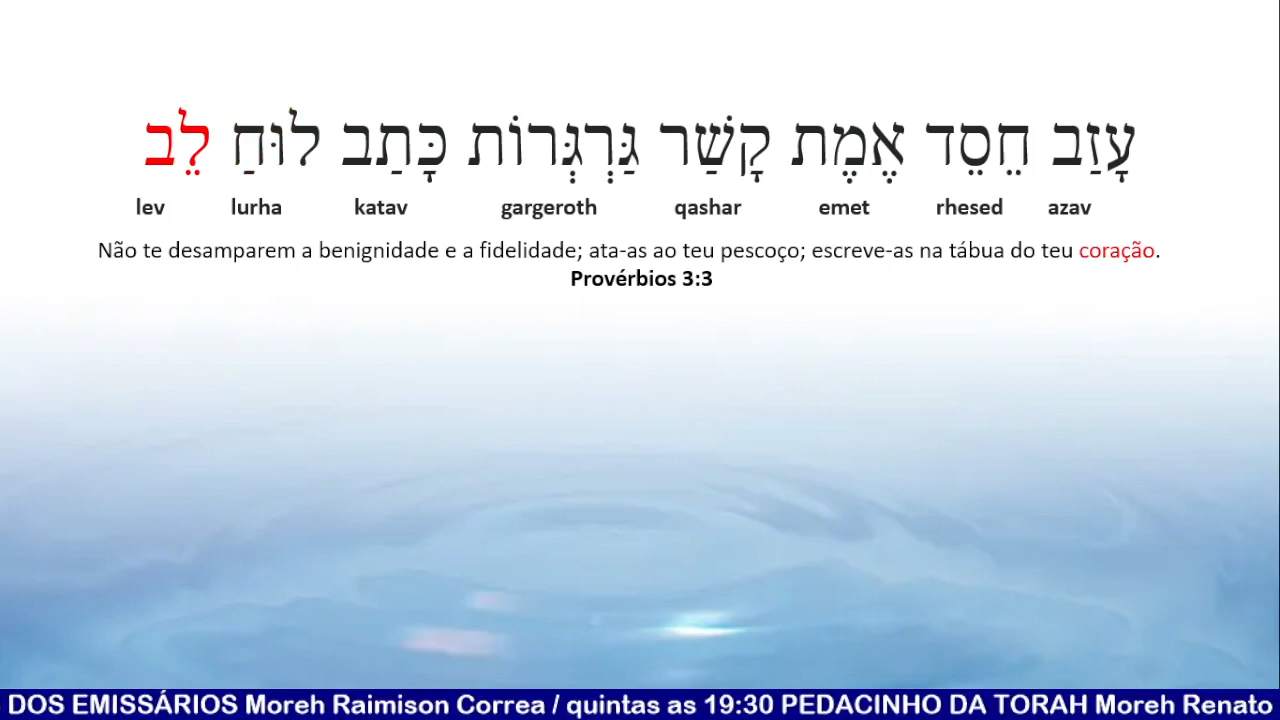 עָזַב חֵסֵד אֶמֶת קָשַׁר גַּרְגְּרוֹת כָּתַב לוּחַ לֵב
lev lurha katav gargeroth qashar emet rhesed azav
Não te desamparem a benignidade e a fidelidade; ata-as ao teu pescoço; escreve-as na tábua do teu coração.
Provérbios 3:3
DOS EMISSÁRIOS Moreh Raimison Correa / quintas as 19:30 PEDACINHO DA TORAH Moreh Renato